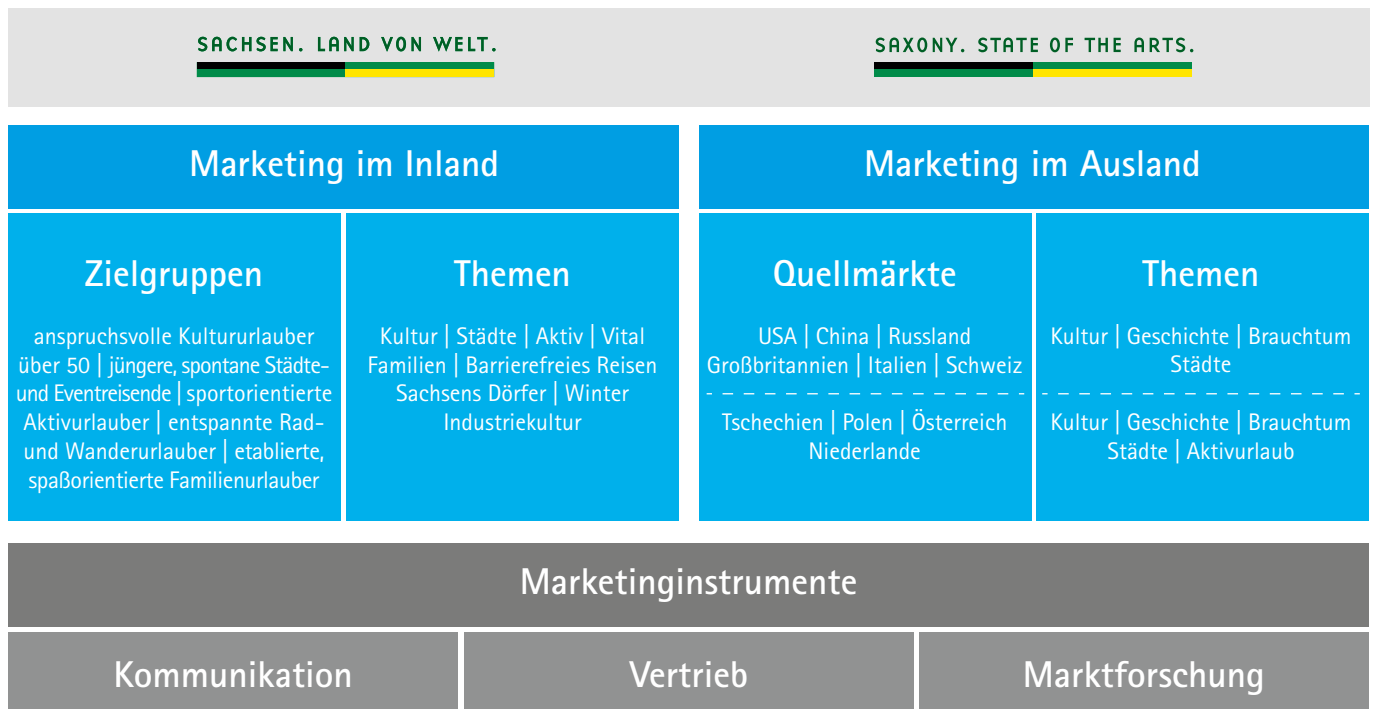 SACHSEN. LAND VON WELT.
SAXONY. STATE OF THE ARTS.
Marketing im Inland
Zielgruppen
anspruchsvolle Kultururlauber
über 50 | jüngere, spontane Städte-
und Eventreisende | sportorientierte
Aktivurlauber | entspannte Rad-
und Wanderurlauber | etablierte,
spaßorientierte Familienurlauber
Themen
Kultur | Städte | Aktiv | Vital
Familien | Barrierefreies Reisen
Sachsens Dörfer | Winter
Industriekultur
Marketing im Ausland
Quellmärkte
USA | China | Russland
Großbritannien | Italien | Schweiz
Tschechien | Polen | Österreich
Niederlande
Themen
Kultur | Geschichte | Brauchtum
Städte
Kultur | Geschichte | Brauchtum
Städte | Aktivurlaub
Marketinginstrumente
Kommunikation
Vertrieb
Marktforschung